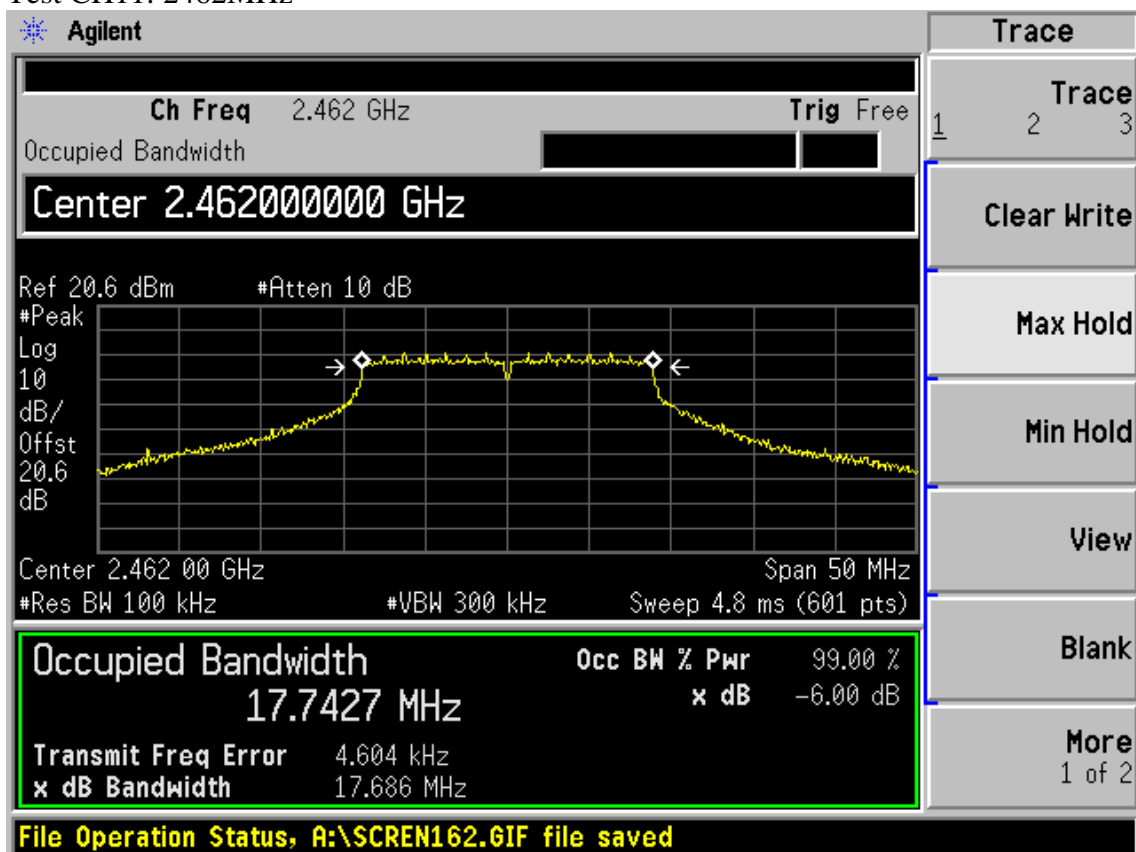 Test CH11: 2462MHz
Agilent
Trace
Ch Freq 2.462 GHz
Trig Free
Occupied Bandwidth
Center 2.462000000 GHz
Ref 20.6 dBm
#Atten 10 dB
#Peak
Log
10
dB/
Offst
20.6
dB
Center 2.462 00 GHz
Span 50 MHz
#Res BW 100 kHz
#VBW 300 kHz
Sweep 4.8 ms (601 pts)
Occupied Bandwidth
17.7427 MHz
Occ BW % Pwr 99.00 %
x dB -6.00 dB
Transmit Freq Error 4.604 kHz
x dB Bandwidth 17.686 MHz
File Operation Status, A:\SCREN162.GIF file saved
Trace
1 2 3
Clear Write
Max Hold
Min Hold
View
Blank
More
1 of 2